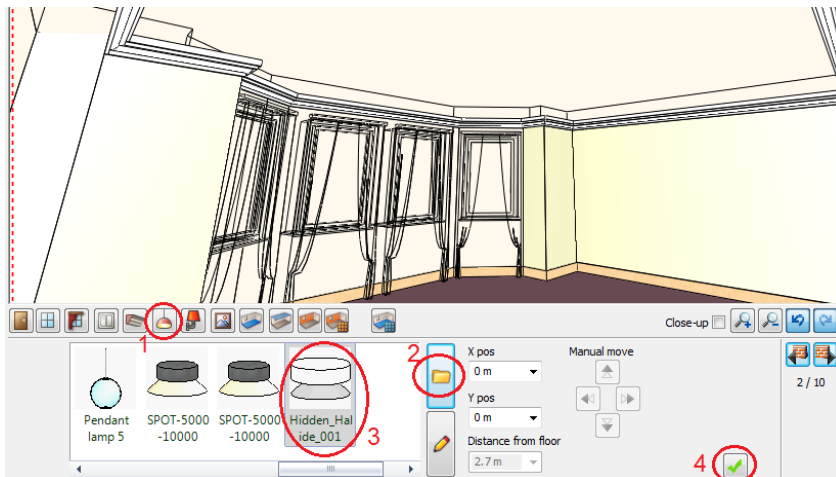 1
Close-up
2
3
4
Pendant
lamp 5
SPOT-5000
-10000
SPOT-5000
-10000
Hidden_Hal
ide_001
X pos
0 m
Y pos
0 m
Distance from floor
2.7 m
Manual move
2 / 10